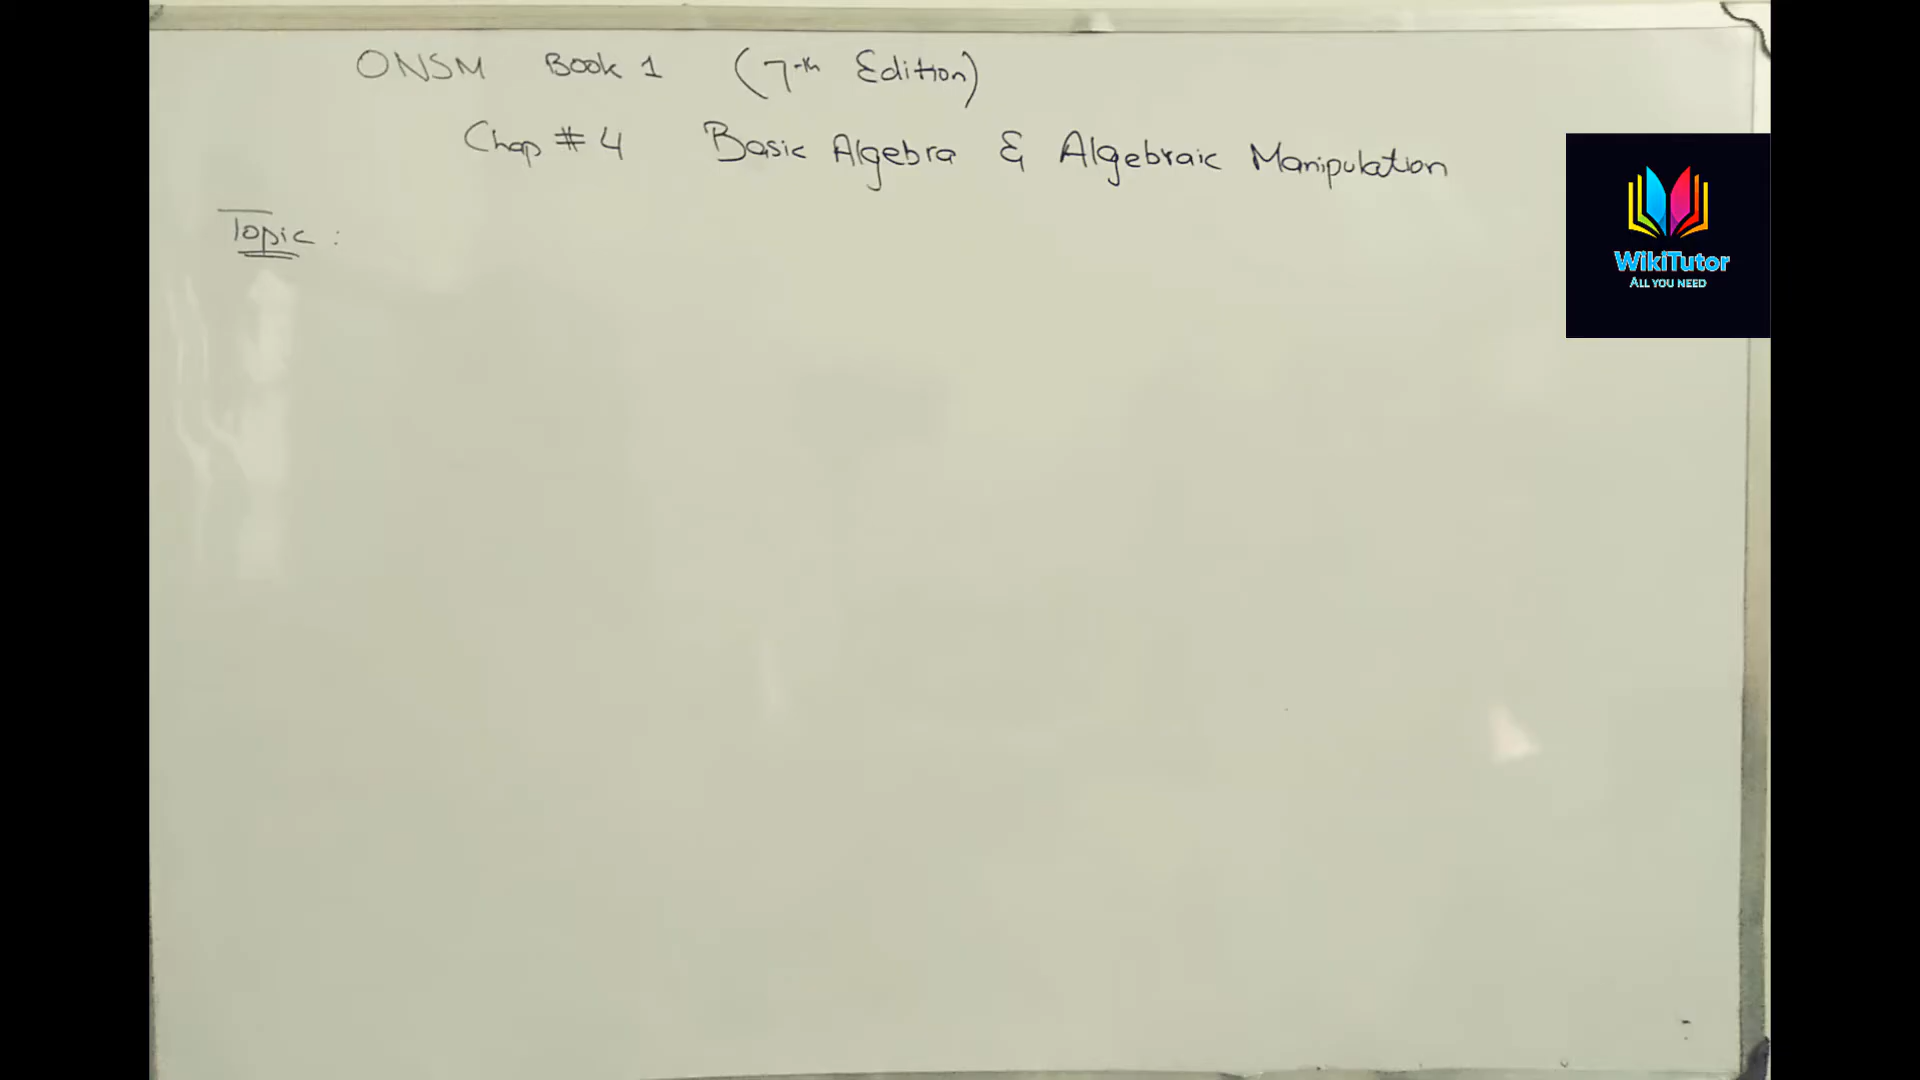 ONSM Book 1 (7th Edition)
Chap # 4 Basic Algebra & Algebraic Manipulation
Topic :
WikiTutor
ALL YOU NEED